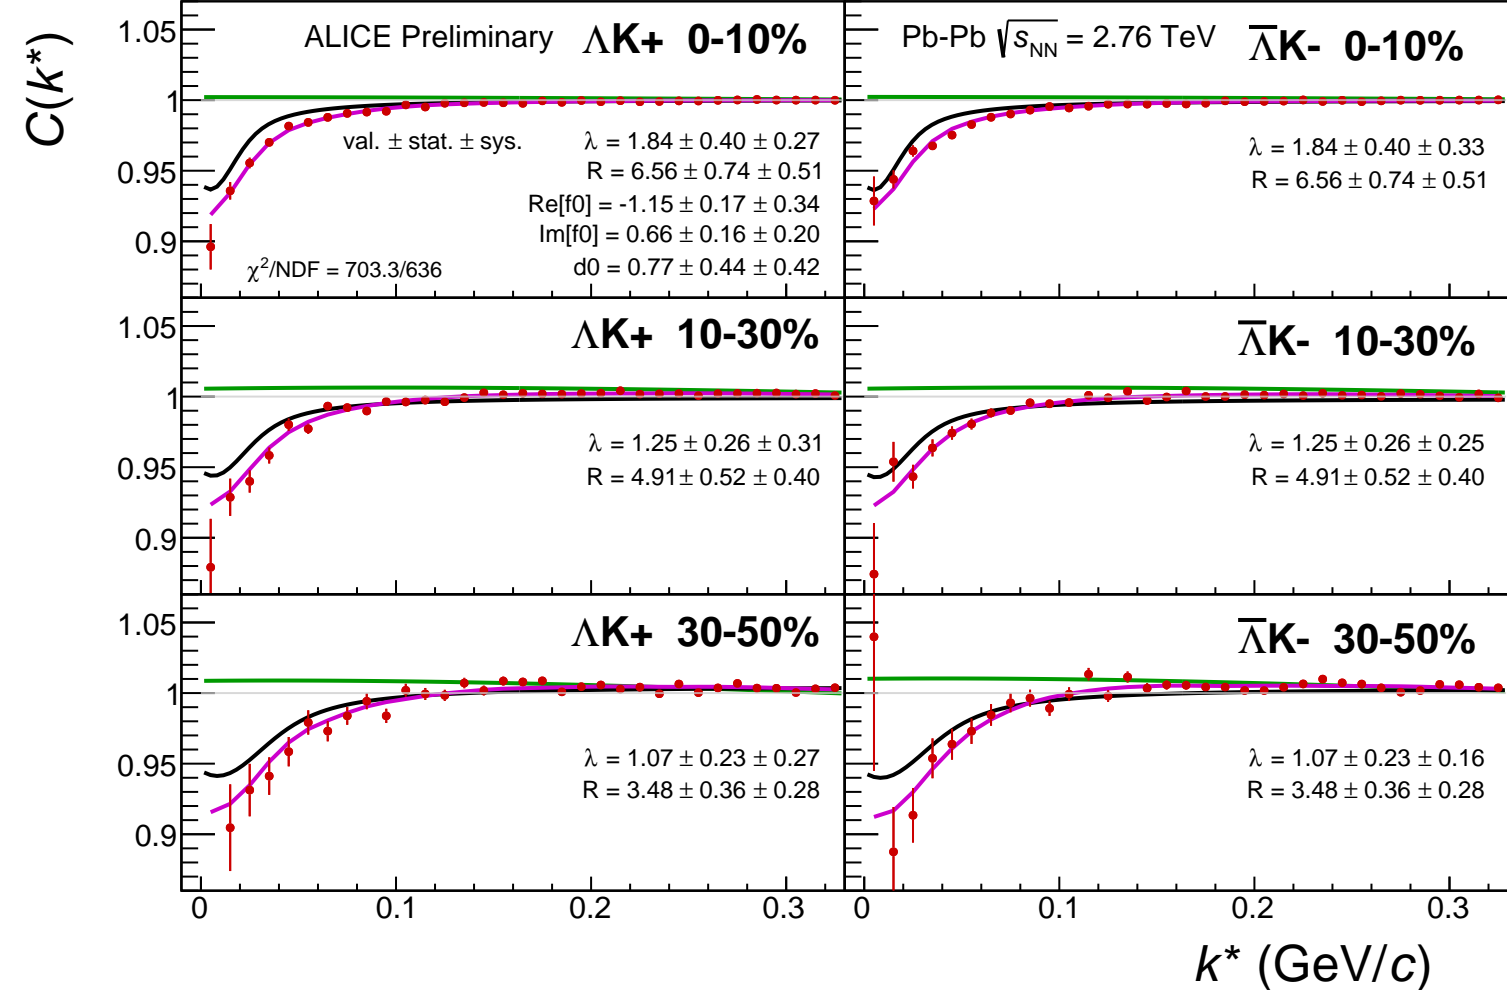 C(k*)
ALICE Preliminary ΛK+ 0-10%
1.05
1
0.95
0.9
val. ± stat. ± sys.
λ = 1.84 ± 0.40 ± 0.27
R = 6.56 ± 0.74 ± 0.51
Re[f0] = -1.15 ± 0.17 ± 0.34
Im[f0] = 0.66 ± 0.16 ± 0.20
d0 = 0.77 ± 0.44 ± 0.42
χ²/NDF = 703.3/636
Pb-Pb √s_NN = 2.76 TeV Λ̅K- 0-10%
λ = 1.84 ± 0.40 ± 0.33
R = 6.56 ± 0.74 ± 0.51
ΛK+ 10-30%
1.05
1
0.95
0.9
λ = 1.25 ± 0.26 ± 0.31
R = 4.91 ± 0.52 ± 0.40
Λ̅K- 10-30%
λ = 1.25 ± 0.26 ± 0.25
R = 4.91 ± 0.52 ± 0.40
ΛK+ 30-50%
1.05
1
0.95
0.9
λ = 1.07 ± 0.23 ± 0.27
R = 3.48 ± 0.36 ± 0.28
Λ̅K- 30-50%
λ = 1.07 ± 0.23 ± 0.16
R = 3.48 ± 0.36 ± 0.28
0 0.1 0.2 0.3
0 0.1 0.2 0.3
k* (GeV/c)